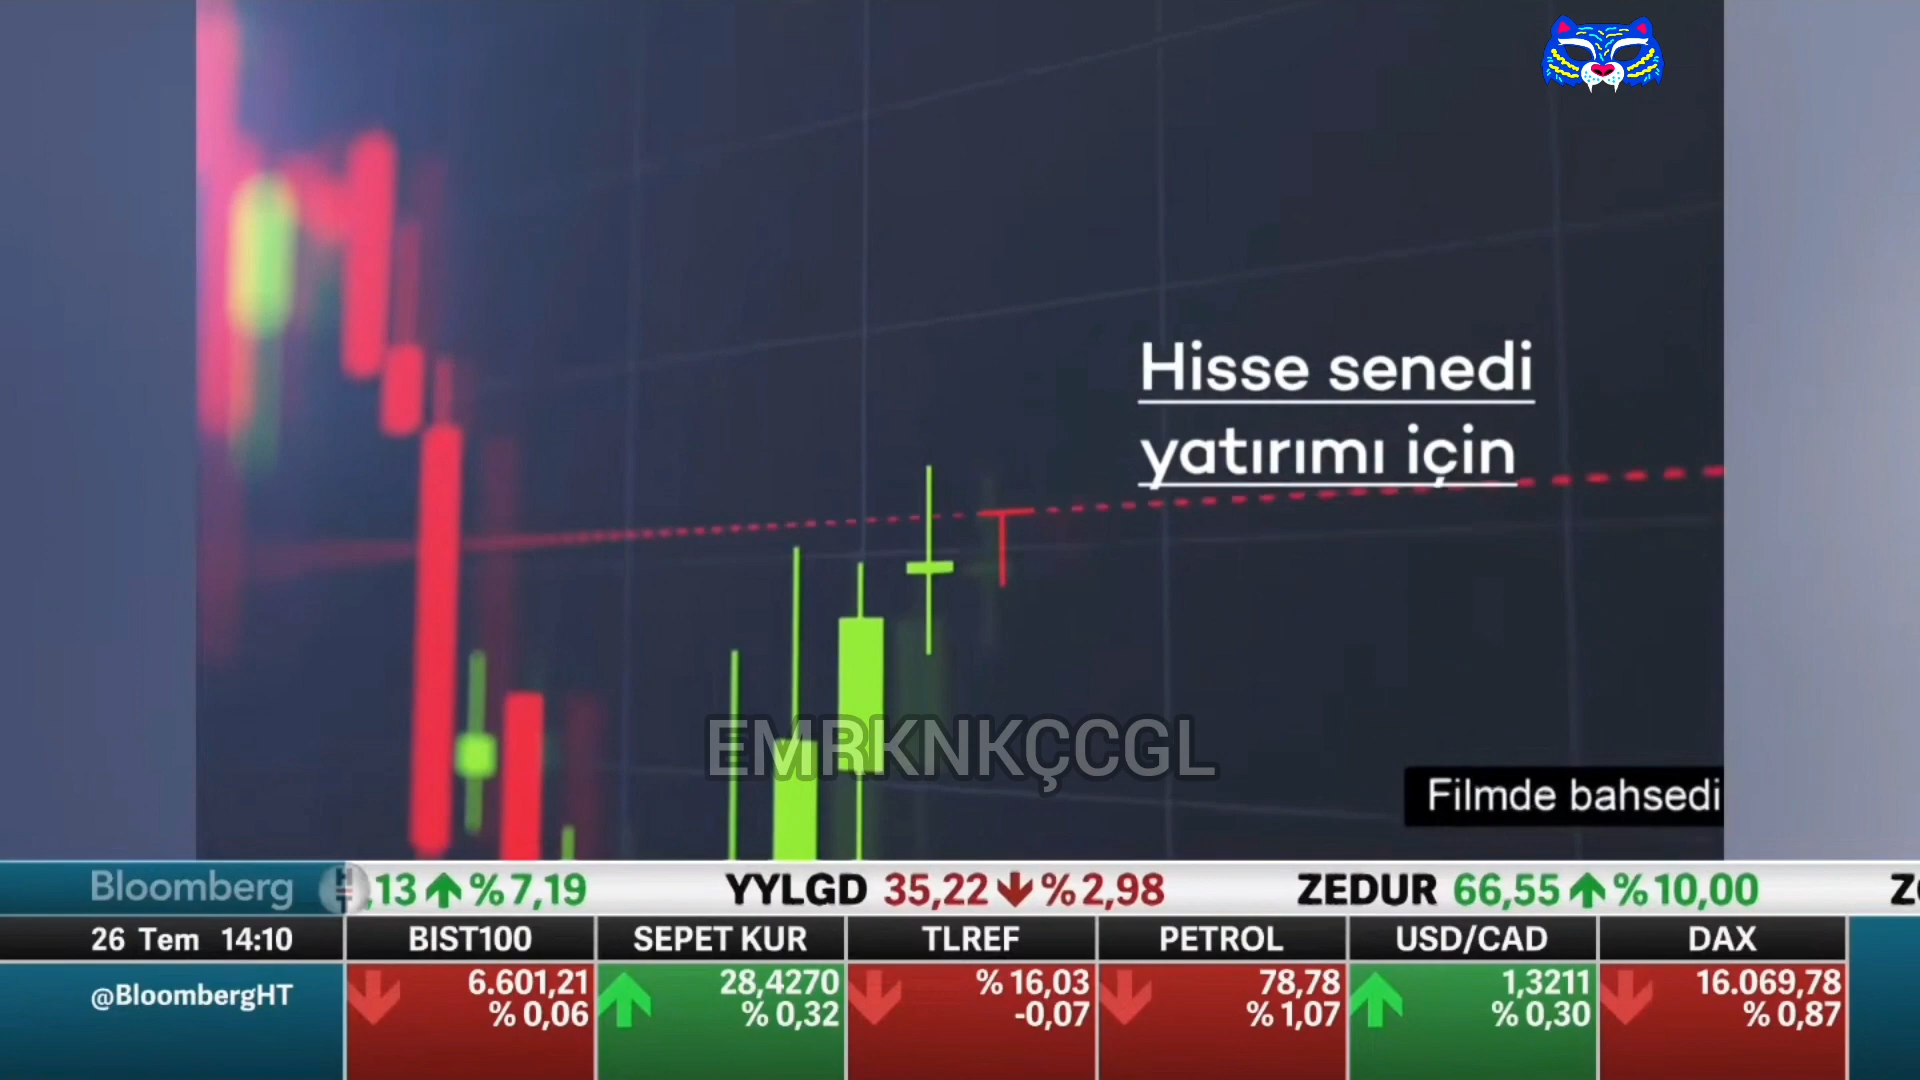 Hisse senedi
yatırımı için
EMRKNKÇCGL
Filmde bahsedi
Bloomberg HT ,13 % 7,19 YYLGD 35,22 % 2,98 ZEDUR 66,55 % 10,00
26 Tem 14:10 BIST100 SEPET KUR TLREF PETROL USD/CAD DAX
@BloombergHT 6.601,21 28,4270 % 16,03 78,78 1,3211 16.069,78
% 0,06 % 0,32 -0,07 % 1,07 % 0,30 % 0,87